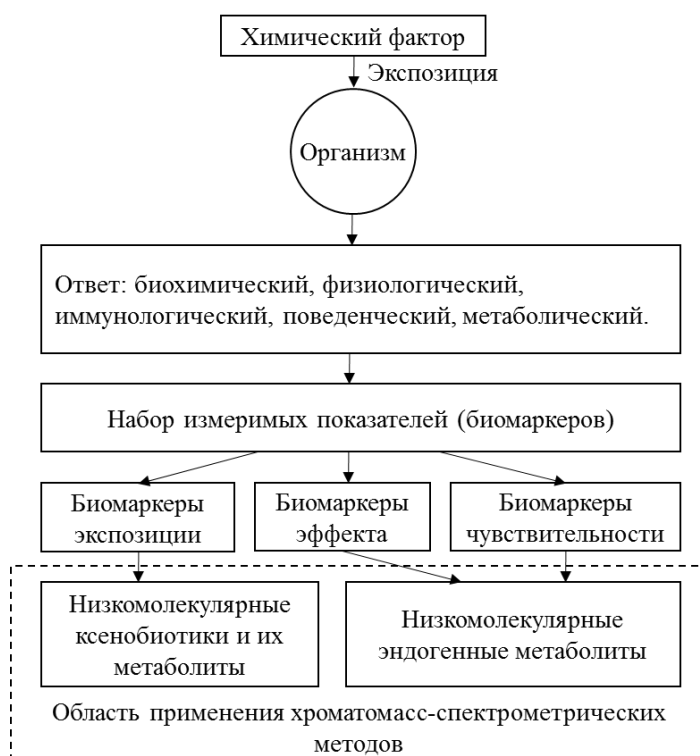 Химический фактор
Экспозиция
Организм
Ответ: биохимический, физиологический,
иммунологический, поведенческий, метаболический.
Набор измеримых показателей (биомаркеров)
Биомаркеры
экспозиции
Биомаркеры
эффекта
Биомаркеры
чувствительности
Низкомолекулярные
ксенобиотики и их
метаболиты
Низкомолекулярные
эндогенные метаболиты
Область применения хроматомасс-спектрометрических
методов